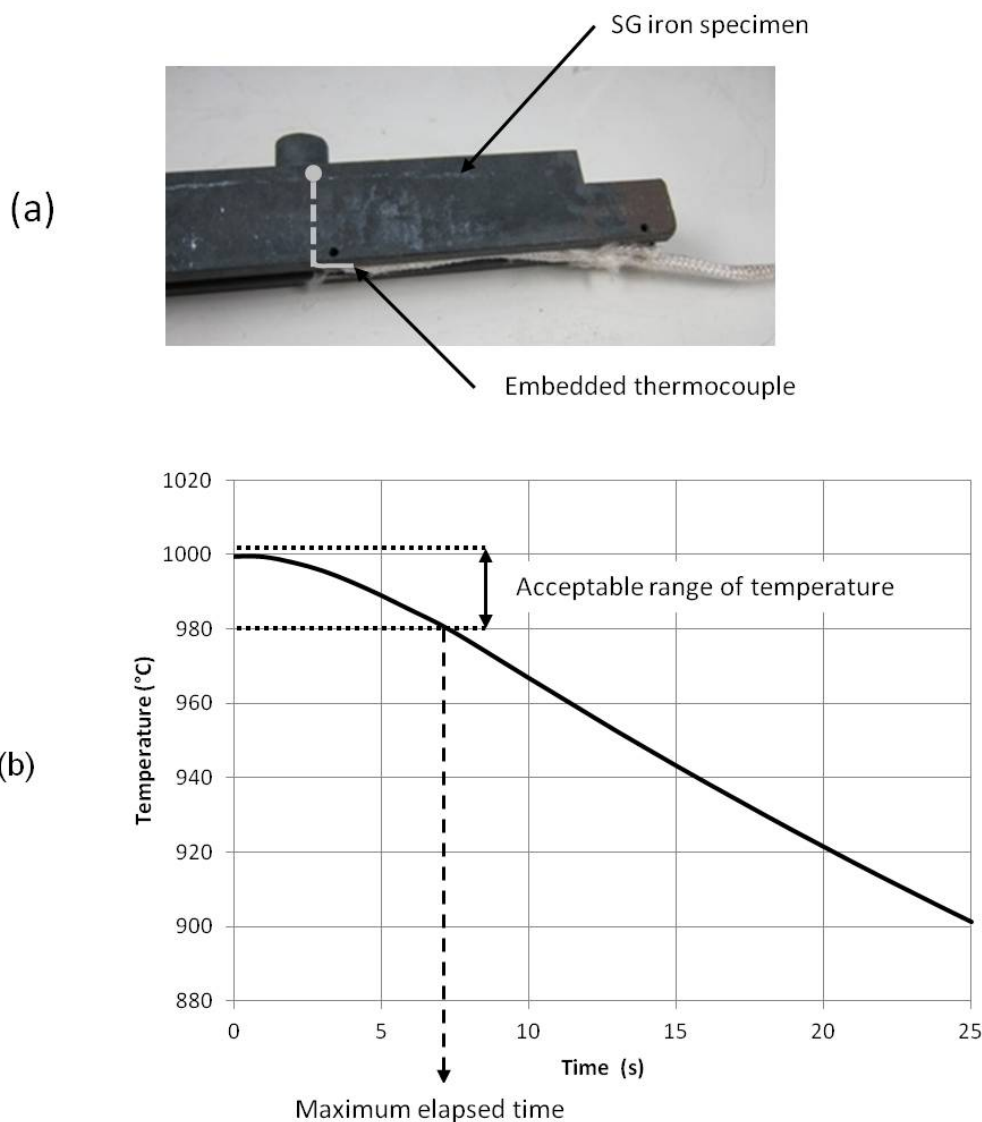 SG iron specimen
(a)
Embedded thermocouple
1020
1000
980
960
940
920
900
880
Temperature (°C)
Acceptable range of temperature
(b)
0 5 10 15 20 25
Time (s)
Maximum elapsed time